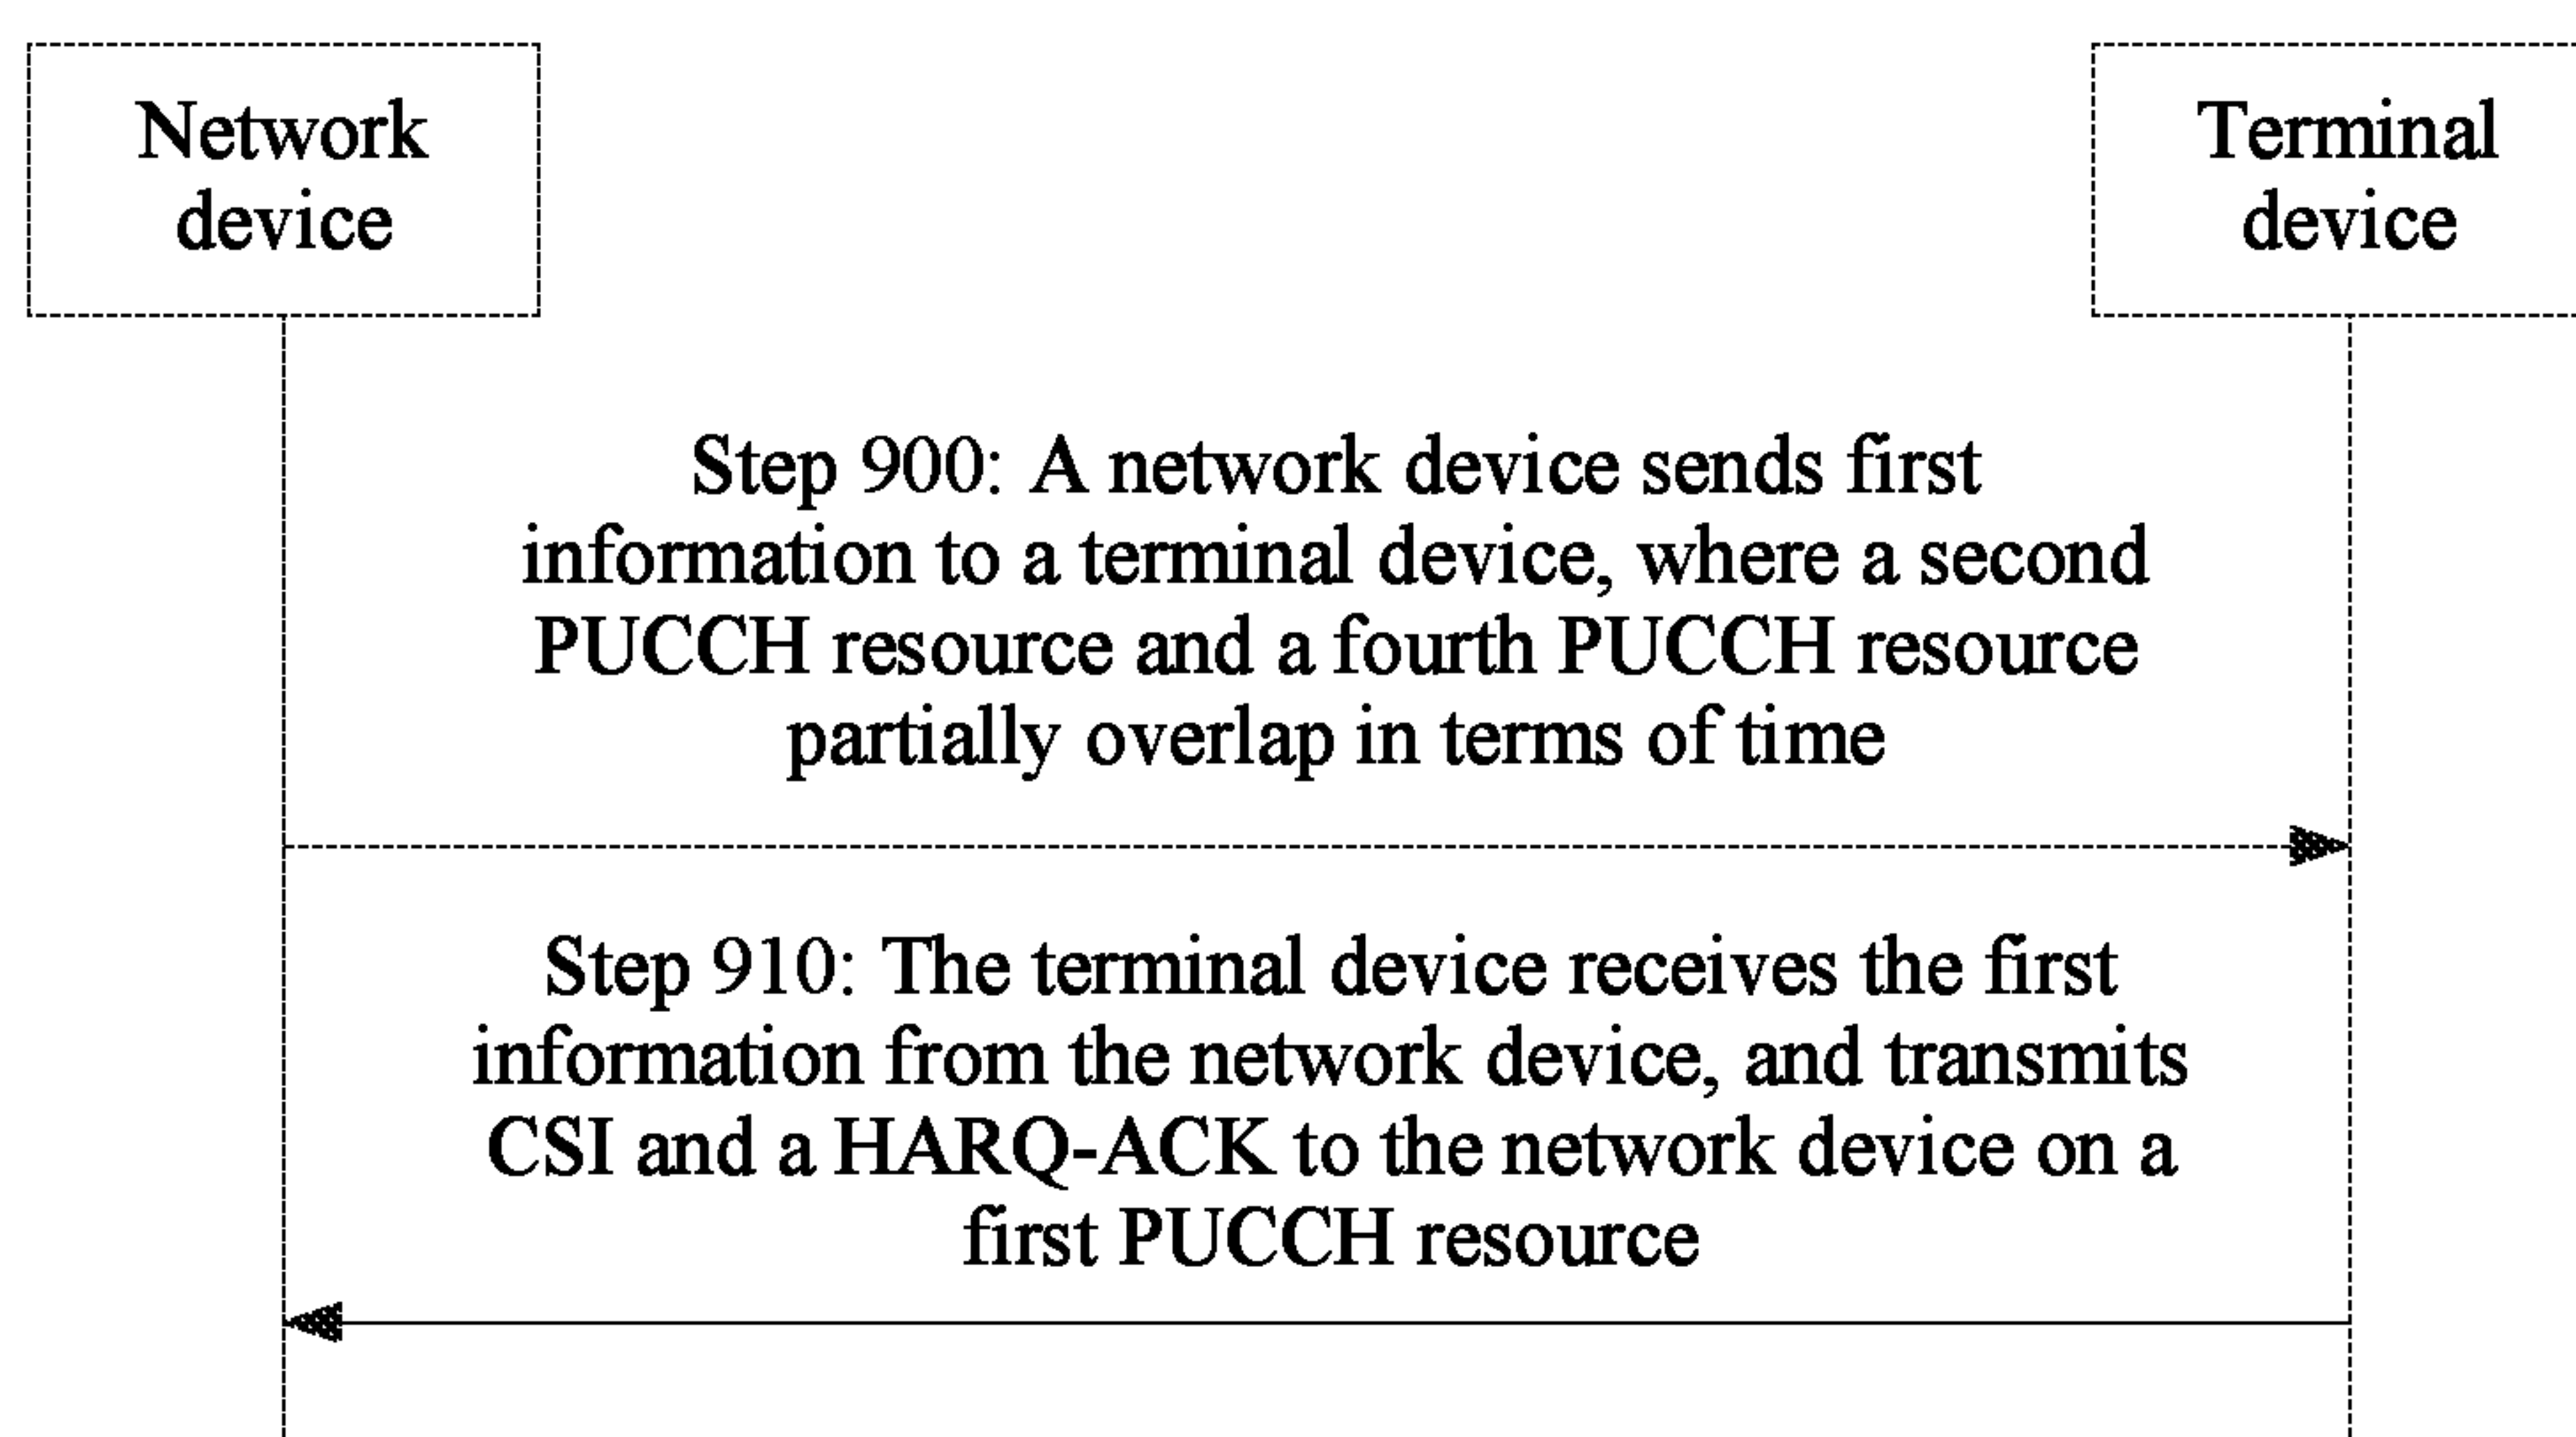 Network
device
Terminal
device
Step 900: A network device sends first
information to a terminal device, where a second
PUCCH resource and a fourth PUCCH resource
partially overlap in terms of time
Step 910: The terminal device receives the first
information from the network device, and transmits
CSI and a HARQ-ACK to the network device on a
first PUCCH resource